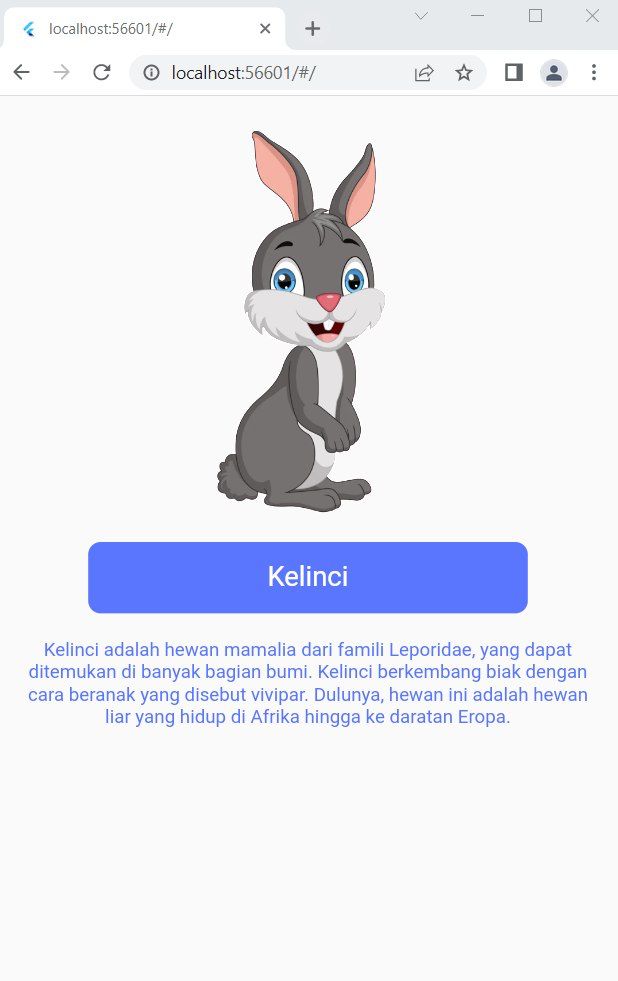 localhost:56601/#/
localhost:56601/#/
Kelinci
Kelinci adalah hewan mamalia dari famili Leporidae, yang dapat
ditemukan di banyak bagian bumi. Kelinci berkembang biak dengan
cara beranak yang disebut vivipar. Dulunya, hewan ini adalah hewan
liar yang hidup di Afrika hingga ke daratan Eropa.